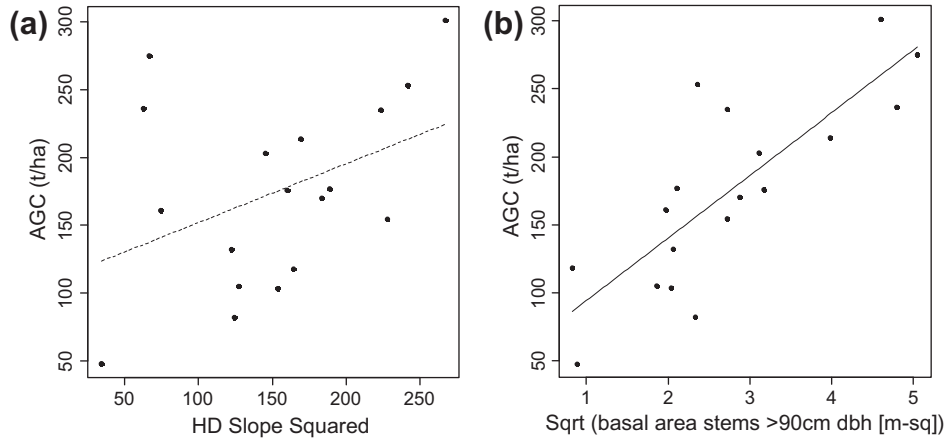 (a)
AGC (t/ha)
50 100 150 200 250 300
50 100 150 200 250
HD Slope Squared
(b)
AGC (t/ha)
50 100 150 200 250 300
1 2 3 4 5
Sqrt (basal area stems >90cm dbh [m-sq])